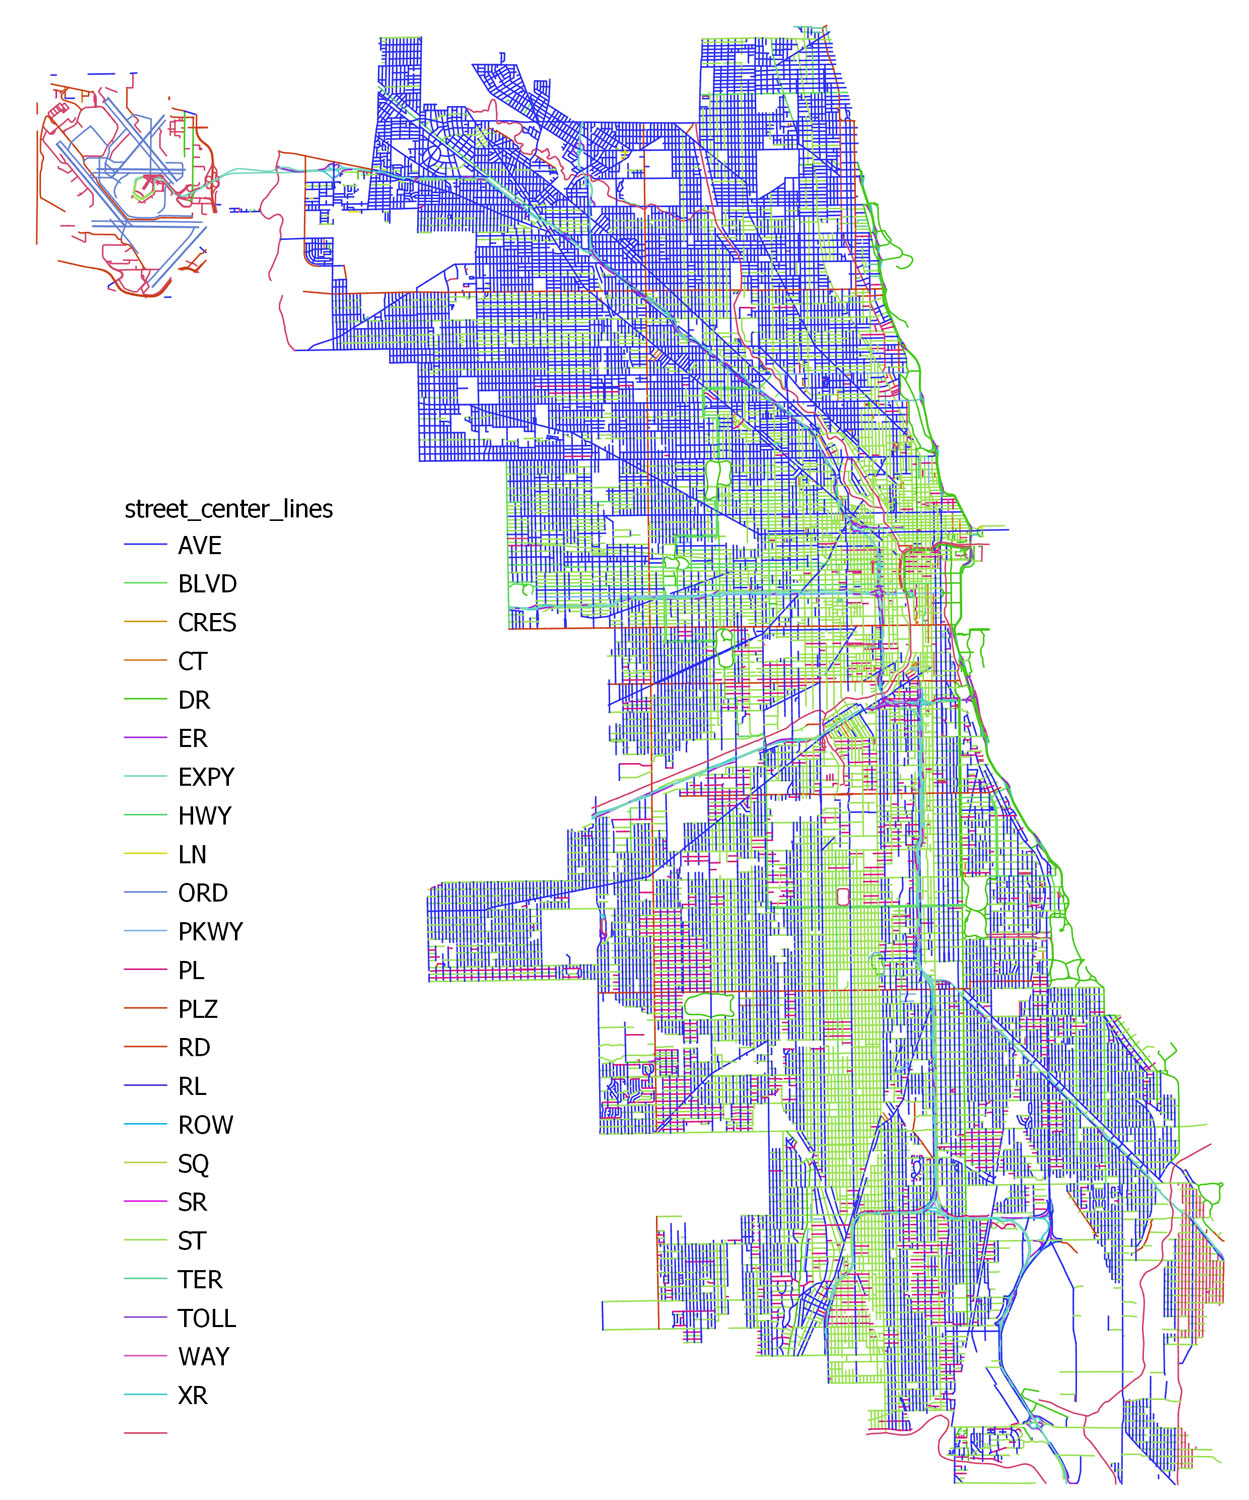 street_center_lines
AVE
BLVD
CRES
CT
DR
ER
EXPY
HWY
LN
ORD
PKWY
PL
PLZ
RD
RL
ROW
SQ
SR
ST
TER
TOLL
WAY
XR